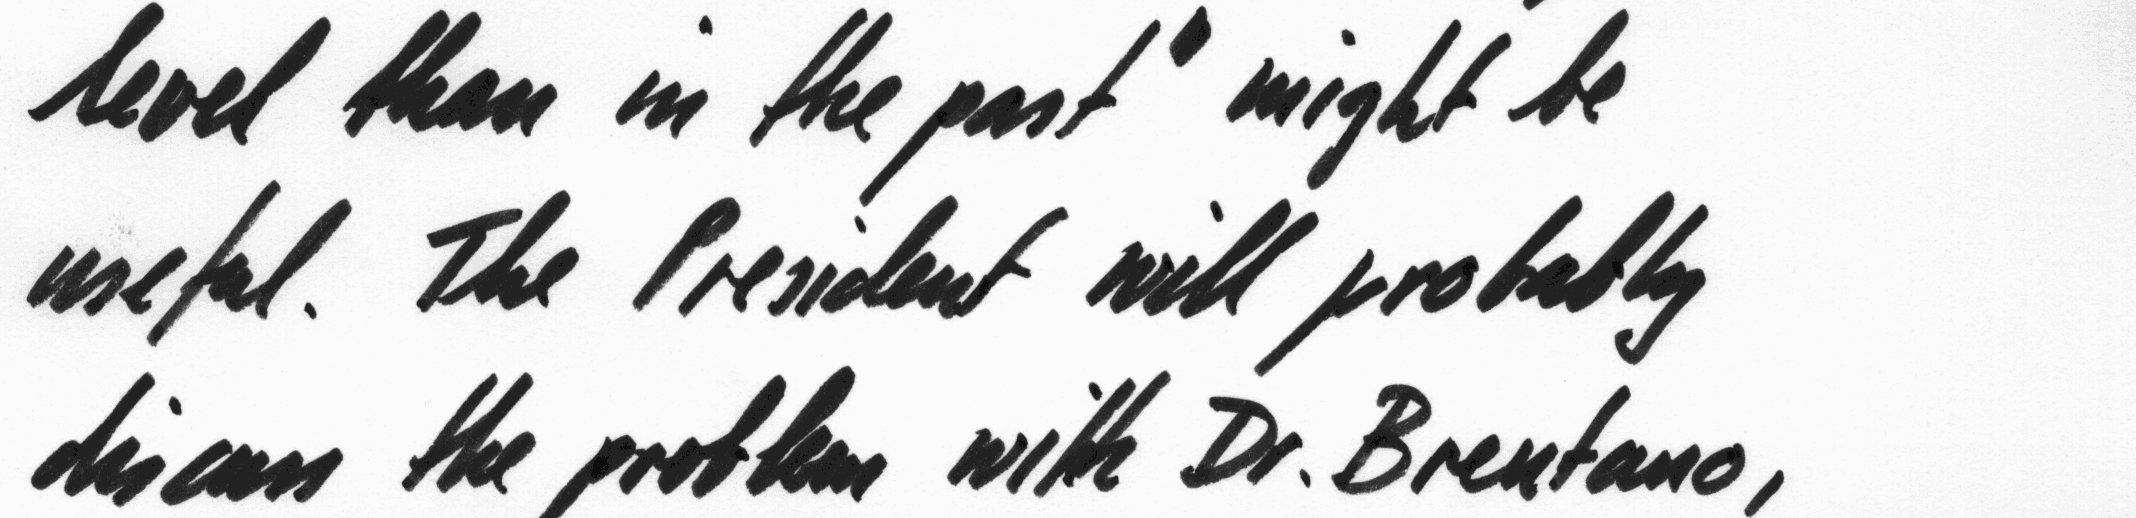 level than in the past" might be
useful. The President will probably
discuss the problem with Dr. Brentano,